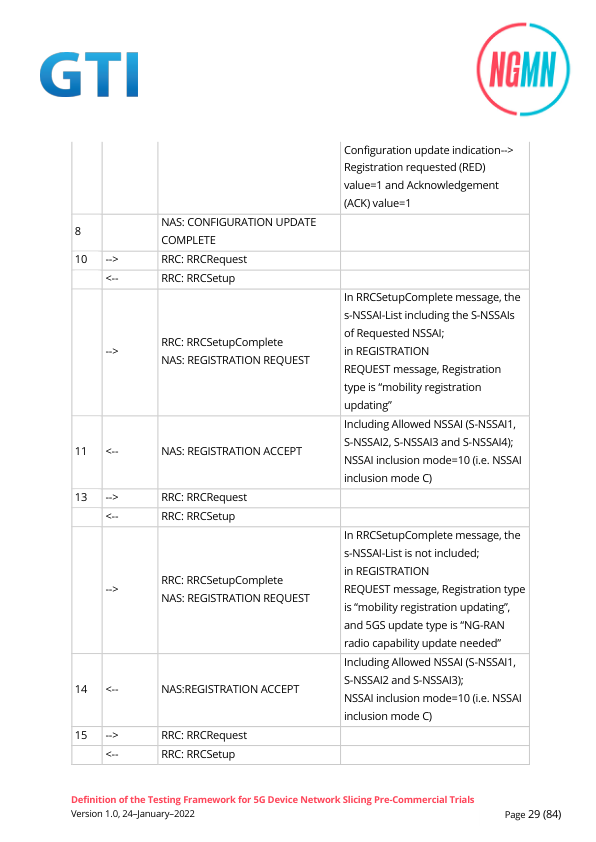 GTI
NGMN
Configuration update indication-->
Registration requested (RED)
value=1 and Acknowledgement
(ACK) value=1
8
NAS: CONFIGURATION UPDATE
COMPLETE
10 --> RRC: RRCRequest
<-- RRC: RRCSetup
-->
RRC: RRCSetupComplete
NAS: REGISTRATION REQUEST
In RRCSetupComplete message, the
s-NSSAI-List including the S-NSSAIs
of Requested NSSAI;
in REGISTRATION
REQUEST message, Registration
type is “mobility registration
updating”
11 <-- NAS: REGISTRATION ACCEPT
Including Allowed NSSAI (S-NSSAI1,
S-NSSAI2, S-NSSAI3 and S-NSSAI4);
NSSAI inclusion mode=10 (i.e. NSSAI
inclusion mode C)
13 --> RRC: RRCRequest
<-- RRC: RRCSetup
-->
RRC: RRCSetupComplete
NAS: REGISTRATION REQUEST
In RRCSetupComplete message, the
s-NSSAI-List is not included;
in REGISTRATION
REQUEST message, Registration type
is “mobility registration updating”,
and 5GS update type is “NG-RAN
radio capability update needed”
14 <-- NAS:REGISTRATION ACCEPT
Including Allowed NSSAI (S-NSSAI1,
S-NSSAI2 and S-NSSAI3);
NSSAI inclusion mode=10 (i.e. NSSAI
inclusion mode C)
15 --> RRC: RRCRequest
<-- RRC: RRCSetup
Definition of the Testing Framework for 5G Device Network Slicing Pre-Commercial Trials
Version 1.0, 24–January–2022
Page 29 (84)